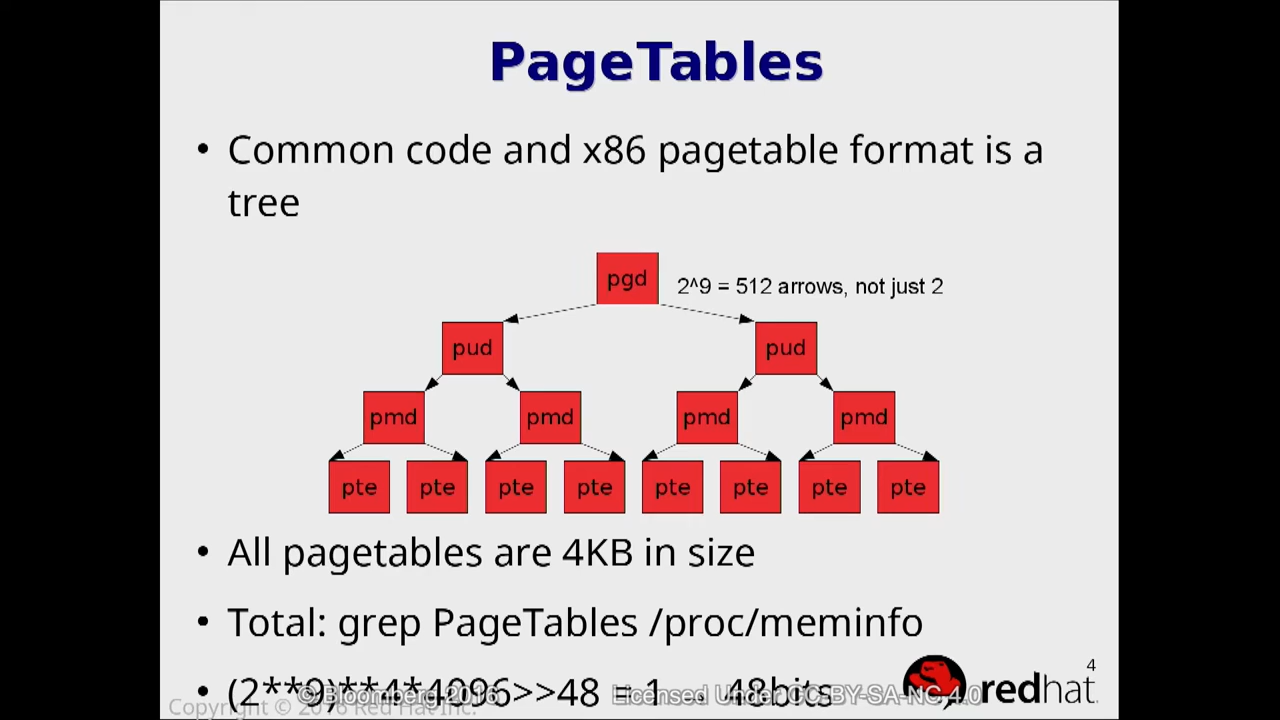 PageTables
• Common code and x86 pagetable format is a
tree
pgd
2^9 = 512 arrows, not just 2
pud pud
pmd pmd pmd pmd
pte pte pte pte pte pte pte pte
• All pagetables are 4KB in size
• Total: grep PageTables /proc/meminfo
4
• (2**9)**4*4096>>48 = 1 → 48bits
redhat.
© Bloomberg 2016 Licensed Under CC BY-SA-NC 4.0
Copyright © 2016 Red Hat Inc.